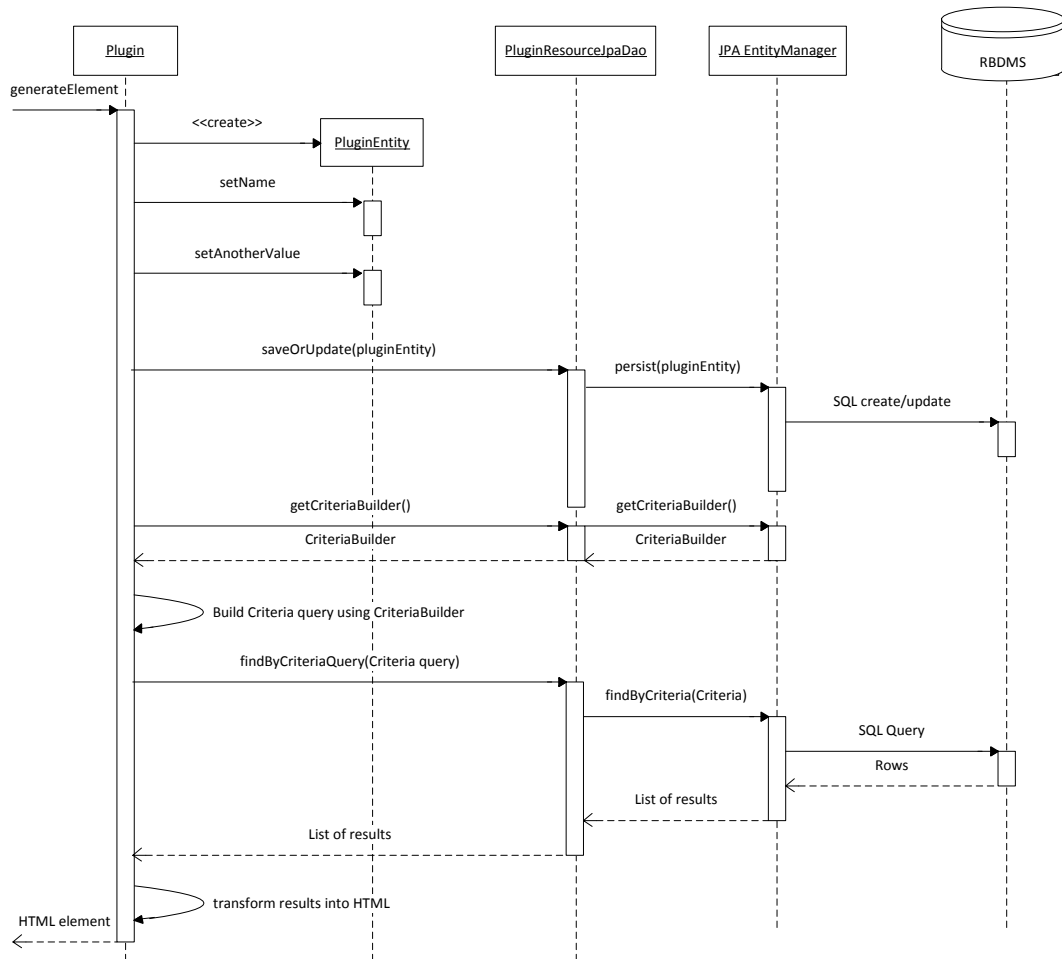 Plugin
PluginResourceJpaDao
JPA EntityManager
RBDMS
generateElement
<<create>>
PluginEntity
setName
setAnotherValue
saveOrUpdate(pluginEntity)
persist(pluginEntity)
SQL create/update
getCriteriaBuilder()
getCriteriaBuilder()
CriteriaBuilder
CriteriaBuilder
Build Criteria query using CriteriaBuilder
findByCriteriaQuery(Criteria query)
findByCriteria(Criteria)
SQL Query
Rows
List of results
List of results
transform results into HTML
HTML element